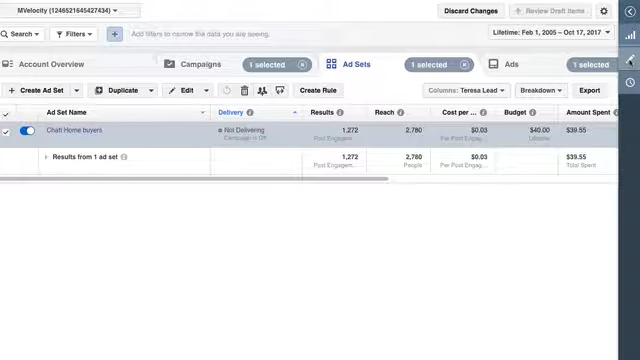 MVelocity (1246521645427434)
Discard Changes
Review Draft Items
Search
Filters
Add filters to narrow the data you are seeing.
Lifetime: Feb 1, 2005 – Oct 17, 2017
Account Overview
Campaigns
1 selected
Ad Sets
1 selected
Ads
1 selected
Create Ad Set
Duplicate
Edit
Create Rule
Columns: Teresa Lead
Breakdown
Export
Ad Set Name
Delivery
Results
Reach
Cost per ...
Budget
Amount Spent
Not Delivering
Campaign is Off
1,272
Post Engagem...
2,780
$0.03
Per Post Engag...
$40.00
Lifetime
$39.55
Results from 1 ad set
1,272
Post Engagem...
2,780
People
$0.03
Per Post Engag...
$39.55
Total Spent